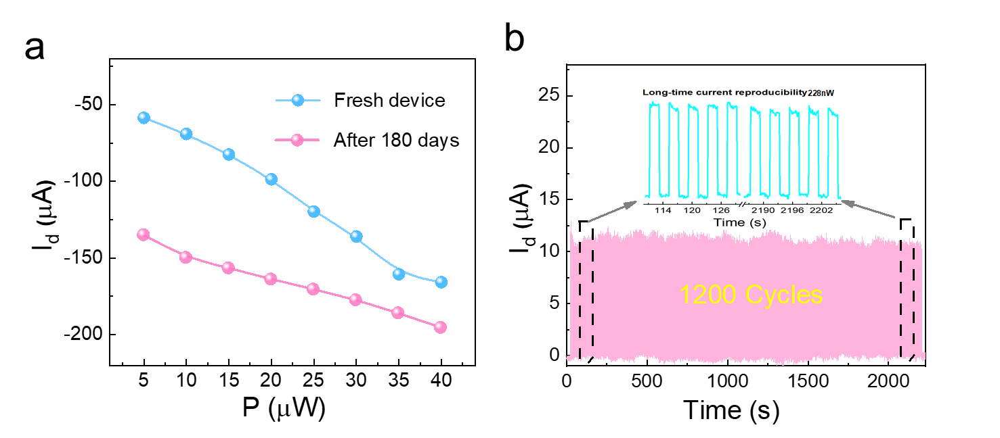 a
Fresh device
After 180 days
-50
-100
-150
-200
I_d (μA)
5 10 15 20 25 30 35 40
P (μW)
b
Long-time current reproducibility228nW
114 120 126 2190 2196 2202
Time (s)
1200 Cycles
25
20
15
10
5
0
I_d (μA)
0 500 1000 1500 2000
Time (s)